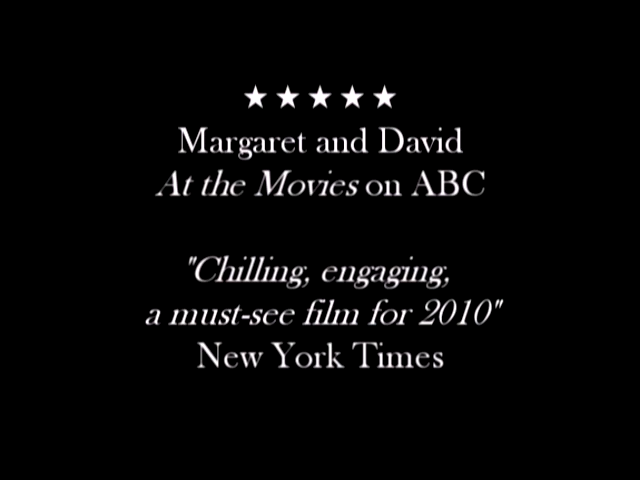 ★★★★★
Margaret and David
At the Movies on ABC
"Chilling, engaging,
a must-see film for 2010"
New York Times